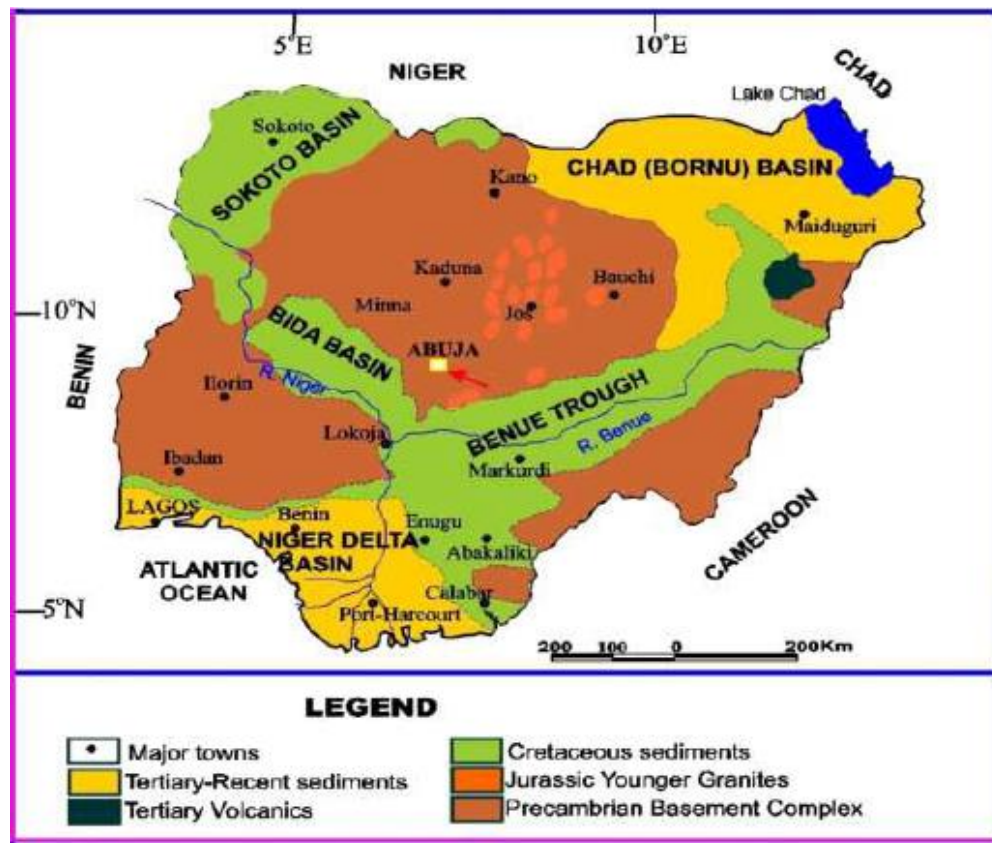 5°E
10°E
NIGER
CHAD
Lake Chad
Sokoto
SOKOTO BASIN
CHAD (BORNU) BASIN
Kano
Maiduguri
Kaduna
Bauchi
Minna
Jos
10°N
BIDA BASIN
ABUJA
BENIN
R. Niger
Ilorin
BENUE TROUGH
R. Benue
Lokoja
Markurdi
Ibadan
LAGOS
Benin
Enugu
NIGER DELTA
BASIN
Abakaliki
CAMEROON
ATLANTIC
OCEAN
Calabar
5°N
Port-Harcourt
200 100 0 200Km
LEGEND
Major towns
Cretaceous sediments
Tertiary-Recent sediments
Jurassic Younger Granites
Tertiary Volcanics
Precambrian Basement Complex